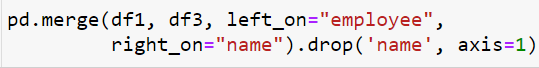 pd.merge(df1, df3, left_on="employee",
         right_on="name").drop('name', axis=1)